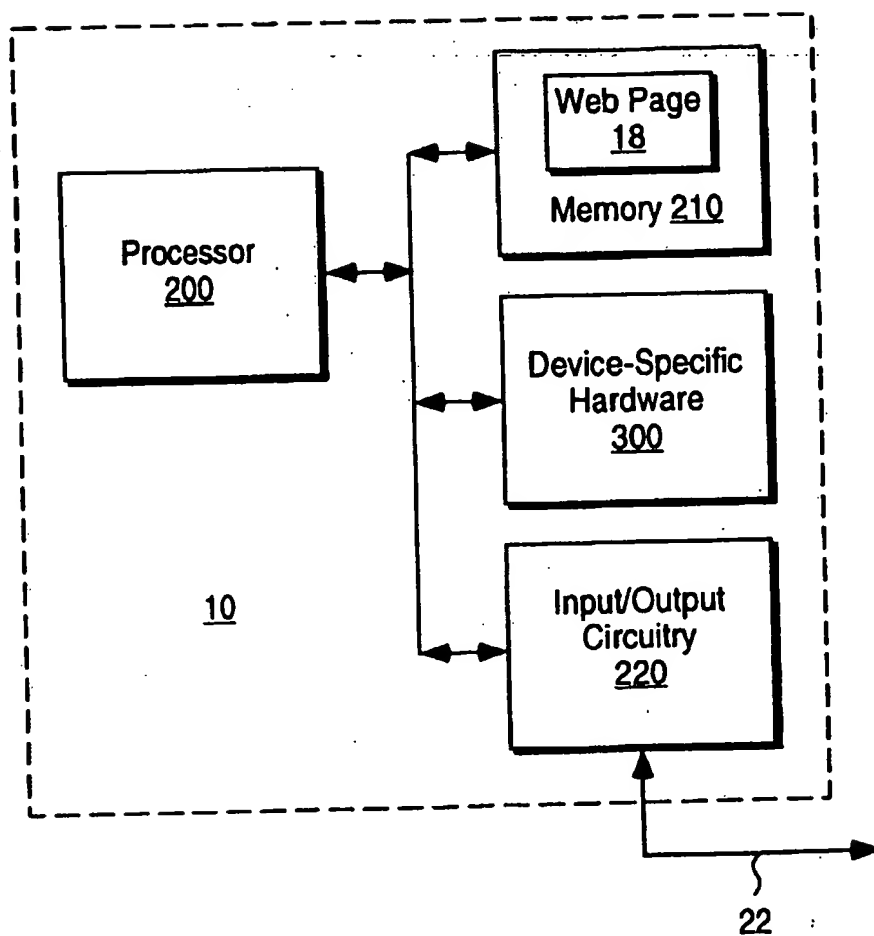 Web Page
18
Memory 210
Processor
200
Device-Specific
Hardware
300
10
Input/Output
Circuitry
220
22